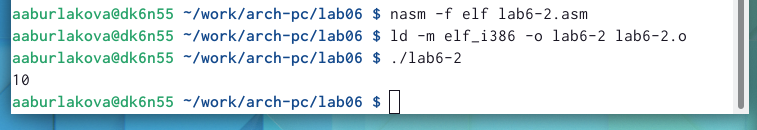 aaburlakova@dk6n55 ~/work/arch-pc/lab06 $ nasm -f elf lab6-2.asm
aaburlakova@dk6n55 ~/work/arch-pc/lab06 $ ld -m elf_i386 -o lab6-2 lab6-2.o
aaburlakova@dk6n55 ~/work/arch-pc/lab06 $ ./lab6-2
10
aaburlakova@dk6n55 ~/work/arch-pc/lab06 $